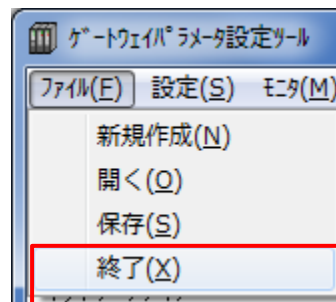 ｹﾞｰﾄｳｪｲﾊﾟﾗﾒｰﾀ設定ﾂｰﾙ
ﾌｧｲﾙ(F) 設定(S) ﾓﾆﾀ(M)
新規作成(N)
開く(O)
保存(S)
終了(X)